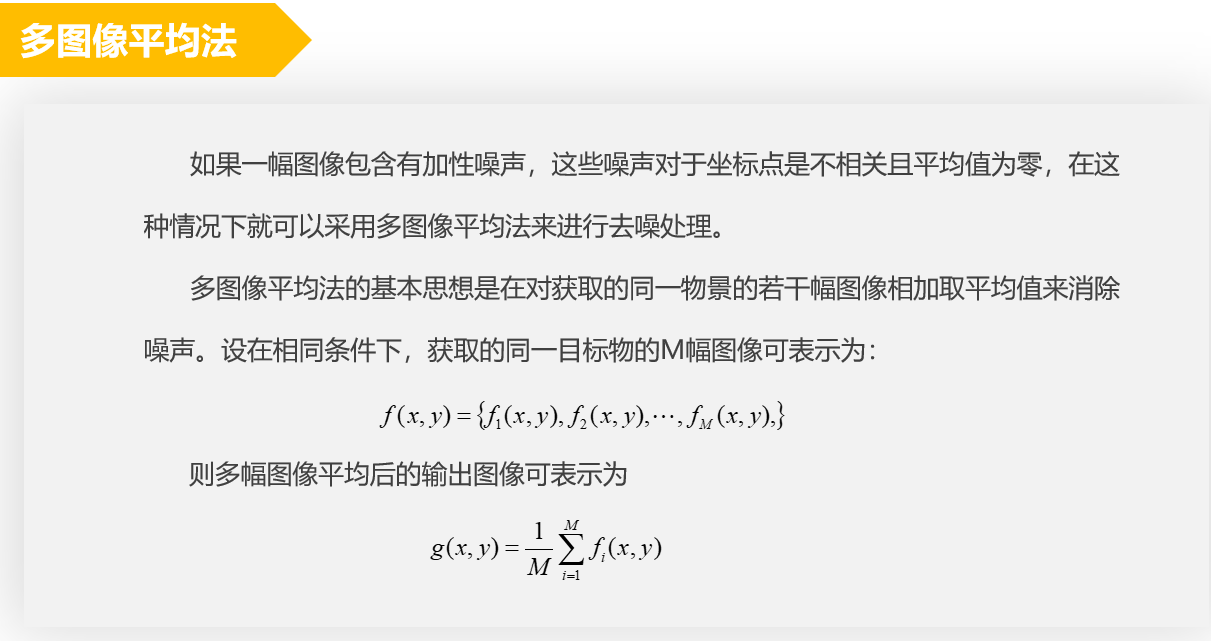 多图像平均法
如果一幅图像包含有加性噪声，这些噪声对于坐标点是不相关且平均值为零，在这
种情况下就可以采用多图像平均法来进行去噪处理。
多图像平均法的基本思想是在对获取的同一物景的若干幅图像相加取平均值来消除
噪声。设在相同条件下，获取的同一目标物的M幅图像可表示为：
f(x, y) = {f₁(x, y), f₂(x, y),⋯, f_M(x, y),}
则多幅图像平均后的输出图像可表示为
g(x, y) = \frac{1}{M} \sum_{i=1}^{M} f_i(x, y)